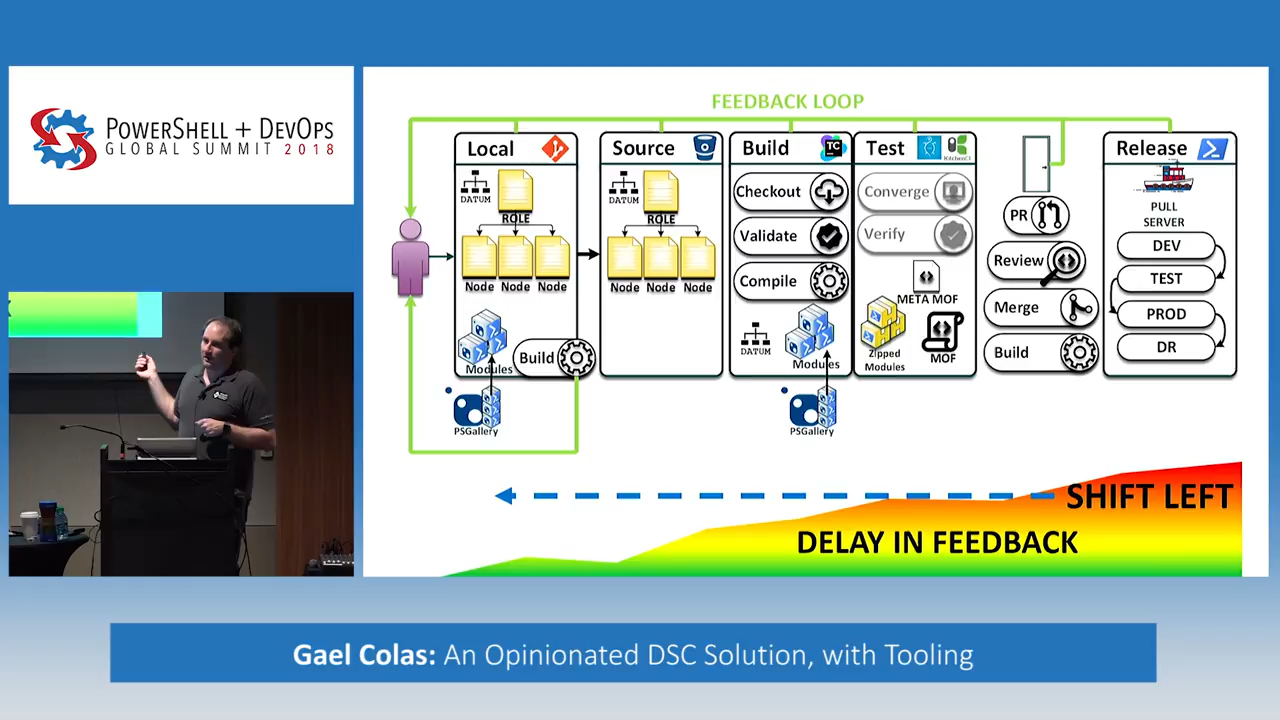 POWERSHELL + DEVOPS
GLOBAL SUMMIT 2018
FEEDBACK LOOP
Local
DATUM
ROLE
Node Node Node
Modules
Build
PSGallery
Source
DATUM
ROLE
Node Node Node
Build
TC
Checkout
Validate
Compile
DATUM
Modules
PSGallery
Test
KitchenCI
Converge
Verify
META MOF
Zipped
Modules
MOF
PR
Review
Merge
Build
Release
PULL
SERVER
DEV
TEST
PROD
DR
SHIFT LEFT
DELAY IN FEEDBACK
Gael Colas: An Opinionated DSC Solution, with Tooling